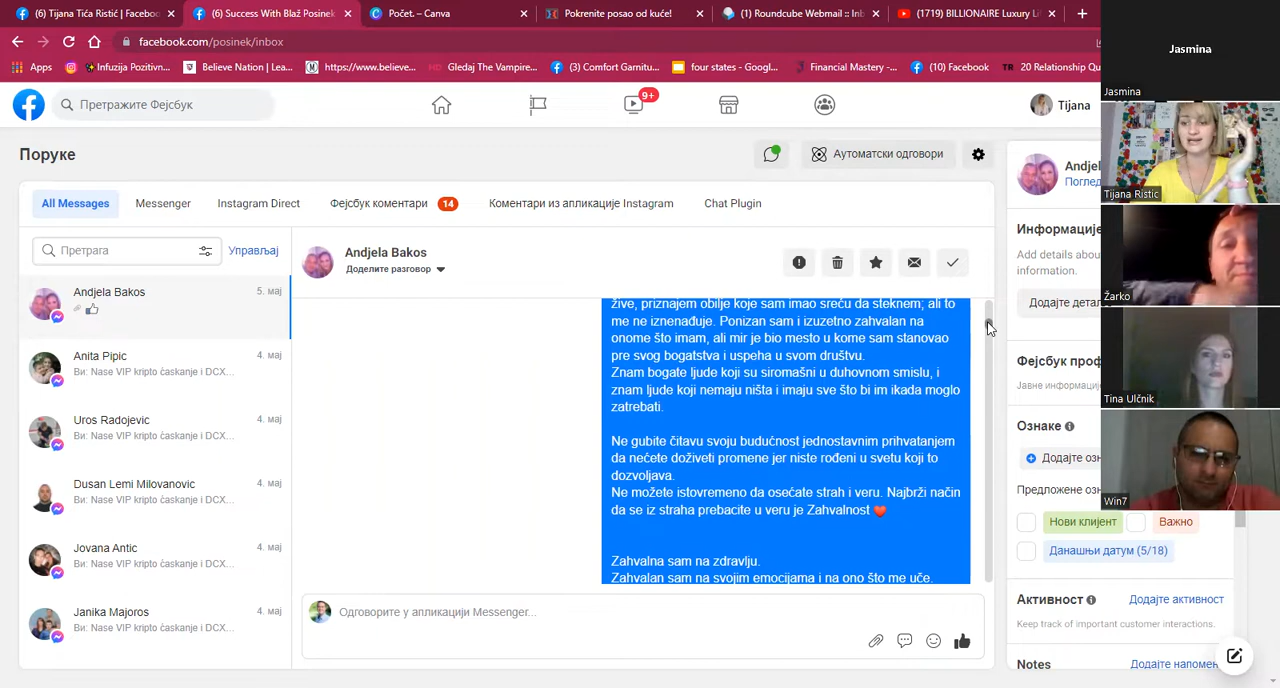 (6) Tijana Tića Ristić | Faceboo
(6) Success With Blaž Posinek
Počet. – Canva
Pokrenite posao od kuće!
(1) Roundcube Webmail :: Inb
(1719) BILLIONAIRE Luxury Li
facebook.com/posinek/inbox
Apps
Infuzija Pozitivn...
Believe Nation | Lea...
https://www.believe...
Gledaj The Vampire...
(3) Comfort Garnitu...
four states - Googl...
Financial Mastery -...
(10) Facebook
20 Relationship Qu
Претражите Фејсбук
9+
Tijana
Поруке
Аутоматски одговори
All Messages
Messenger
Instagram Direct
Фејсбук коментари
14
Коментари из апликације Instagram
Chat Plugin
Претрага
Управљај
Andjela Bakos
5. мај
Anita Pipic
4. мај
Ви: Nase VIP kripto ćaskanje i DCX...
Uros Radojevic
4. мај
Ви: Nase VIP kripto ćaskanje i DCX...
Dusan Lemi Milovanovic
4. мај
Ви: Nase VIP kripto ćaskanje i DCX...
Jovana Antic
4. мај
Ви: Nase VIP kripto ćaskanje i DCX...
Janika Majoros
4. мај
Ви: Nase VIP kripto ćaskanje i DCX...
Andjela Bakos
Доделите разговор
žive, priznajem obilje koje sam imao sreću da steknem; ali to
me ne iznenađuje. Ponizan sam i izuzetno zahvalan na
onome što imam, ali mir je bio mesto u kome sam stanovao
pre svog bogatstva i uspeha u svom društvu.
Znam bogate ljude koji su siromašni u duhovnom smislu, i
znam ljude koji nemaju ništa i imaju sve što bi im ikada moglo
zatrebati.
Ne gubite čitavu svoju budućnost jednostavnim prihvatanjem
da nećete doživeti promene jer niste rođeni u svetu koji to
dozvoljava.
Ne možete istovremeno da osećate strah i veru. Najbrži način
da se iz straha prebacite u veru je Zahvalnost ❤️
Zahvalna sam na zdravlju.
Zahvalan sam na svojim emocijama i na ono što me uče.
Одговорите у апликацији Messenger...
Andjel
Поглед
Информације
Add details about
information.
Додајте детаљ
Фејсбук проф
Јавне информациј
Ознаке
Додајте озн
Предложене озн
Нови клијент
Важно
Данашњи датум (5/18)
Активност
Додајте активност
Keep track of important customer interactions.
Notes
Додајте напомен
Jasmina
Jasmina
Tijana Ristic
Žarko
Tina Ulčnik
Win7